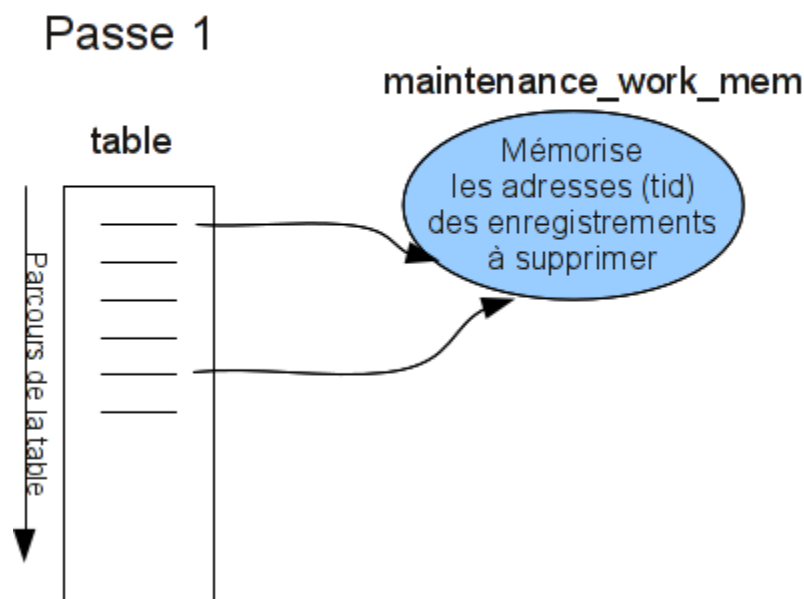 Passe 1
maintenance_work_mem
table
Mémorise
les adresses (tid)
des enregistrements
à supprimer
Parcours de la table